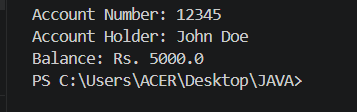 Account Number: 12345
Account Holder: John Doe
Balance: Rs. 5000.0
PS C:\Users\ACER\Desktop\JAVA>